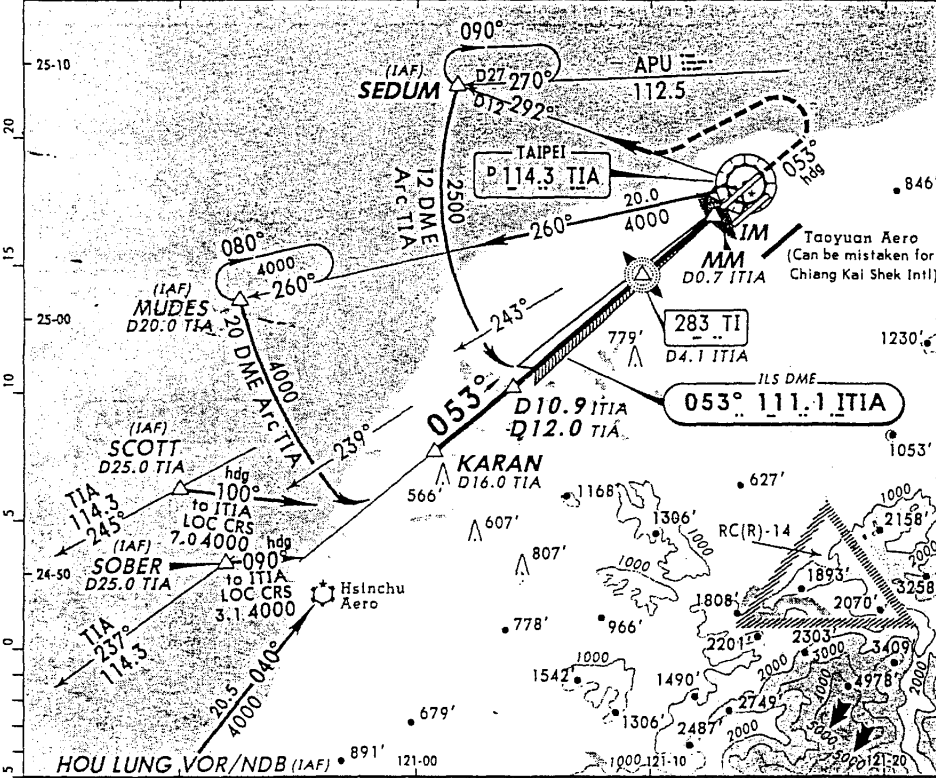 090°
25-10
(IAF)
SEDUM
D27
270°
APU
112.5
D12
292°
20
TAIPEI
D 114.3 TIA
053°
hdg
846'
12 DME
Arc TIA
2500
20.0
4000
260°
IM
MM
D0.7 ITIA
Taoyuan Aero
(Can be mistaken for
Chiang Kai Shek Intl)
080°
4000
260°
15
(IAF)
MUDES
D20.0 TIA
25-00
243°
283 TI
D4.1 ITIA
779'
1230'
20 DME Arc TIA
4000
10
053°
D10.9 ITIA
D12.0 TIA
ILS DME
053° 111.1 ITIA
239°
(IAF)
SCOTT
D25.0 TIA
KARAN
D16.0 TIA
566'
1053'
627'
TIA
114.3
245°
hdg
100°
to ITIA
LOC CRS
7.0 4000
1168'
607'
1306'
1000
RC(R)-14
1000
2158'
2000
5
(IAF)
SOBER
D25.0 TIA
24-50
hdg
090°
to ITIA
LOC CRS
3.1 4000
807'
1893'
3258'
Hsinchu
Aero
1808'
2070'
TIA
237°
114.3
778'
966'
2201'
2303'
3000
3409'
0
20.5
4000
040°
1542'
1000
1490'
2000
1000
4978'
2000
679'
1306'
2487'
2749'
2000
5000
891'
1000
5
HOU LUNG VOR/NDB (IAF)
121-00
121-10
121-20